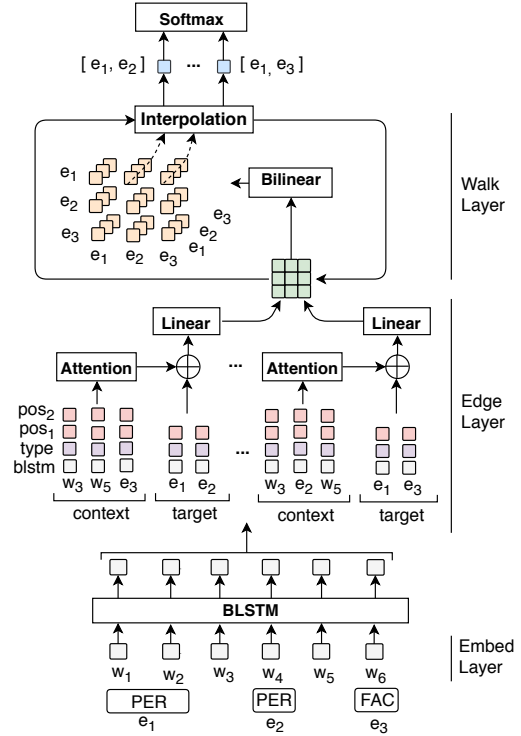 Softmax
[ e1, e2 ] ... [ e1, e3 ]
Interpolation
e1
Bilinear
e2
e3
e3
e2
e1
e1 e2 e3
Walk
Layer
Linear
Linear
Attention
...
Attention
Edge
Layer
pos2
pos1
type
blstm
...
w3 w5 e3
e1 e2
w3 e2 w5
e1 e3
context
target
context
target
BLSTM
w1 w2 w3 w4 w5 w6
Embed
Layer
PER
PER
FAC
e1
e2
e3